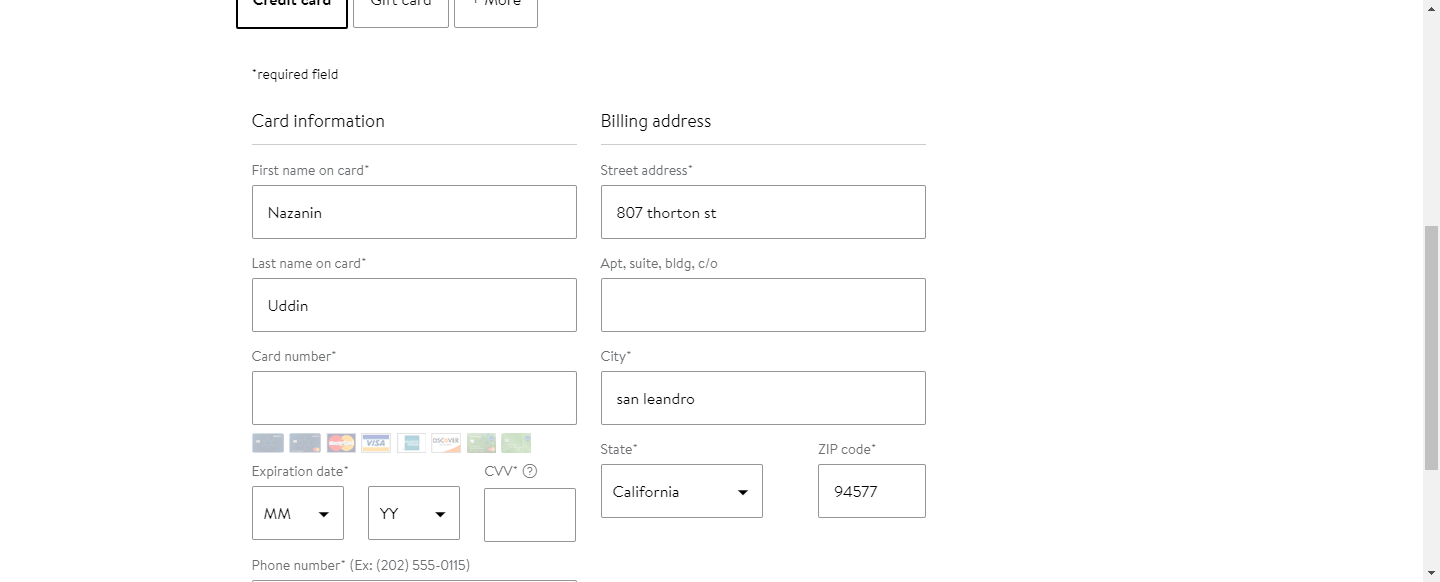 Credit card Gift card + More
*required field
Card information
Billing address
First name on card*
Street address*
Nazanin
807 thorton st
Last name on card*
Apt, suite, bldg, c/o
Uddin
Card number*
City*
san leandro
VISA DISCOVER
State*
ZIP code*
Expiration date*
CVV* ?
California
94577
MM
YY
Phone number* (Ex: (202) 555-0115)